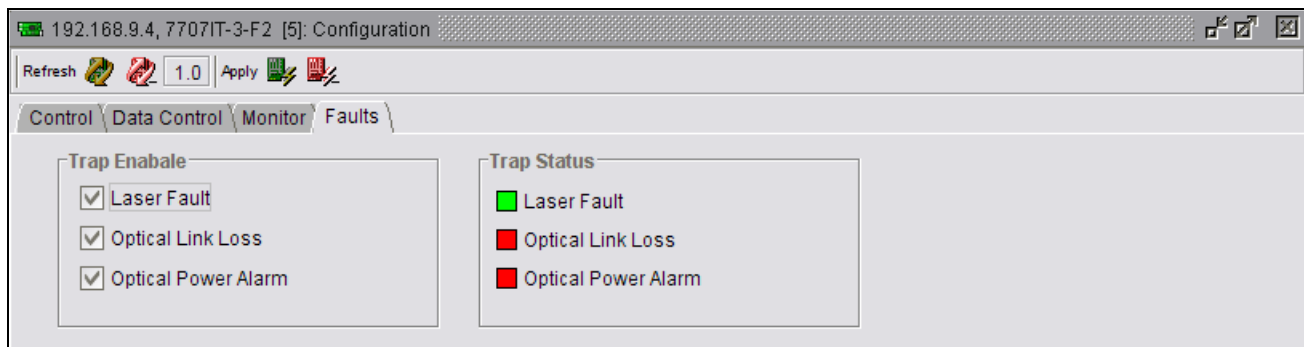 192.168.9.4, 7707IT-3-F2 [5]: Configuration
Refresh 1.0 Apply
Control Data Control Monitor Faults
Trap Enabale
Laser Fault
Optical Link Loss
Optical Power Alarm
Trap Status
Laser Fault
Optical Link Loss
Optical Power Alarm